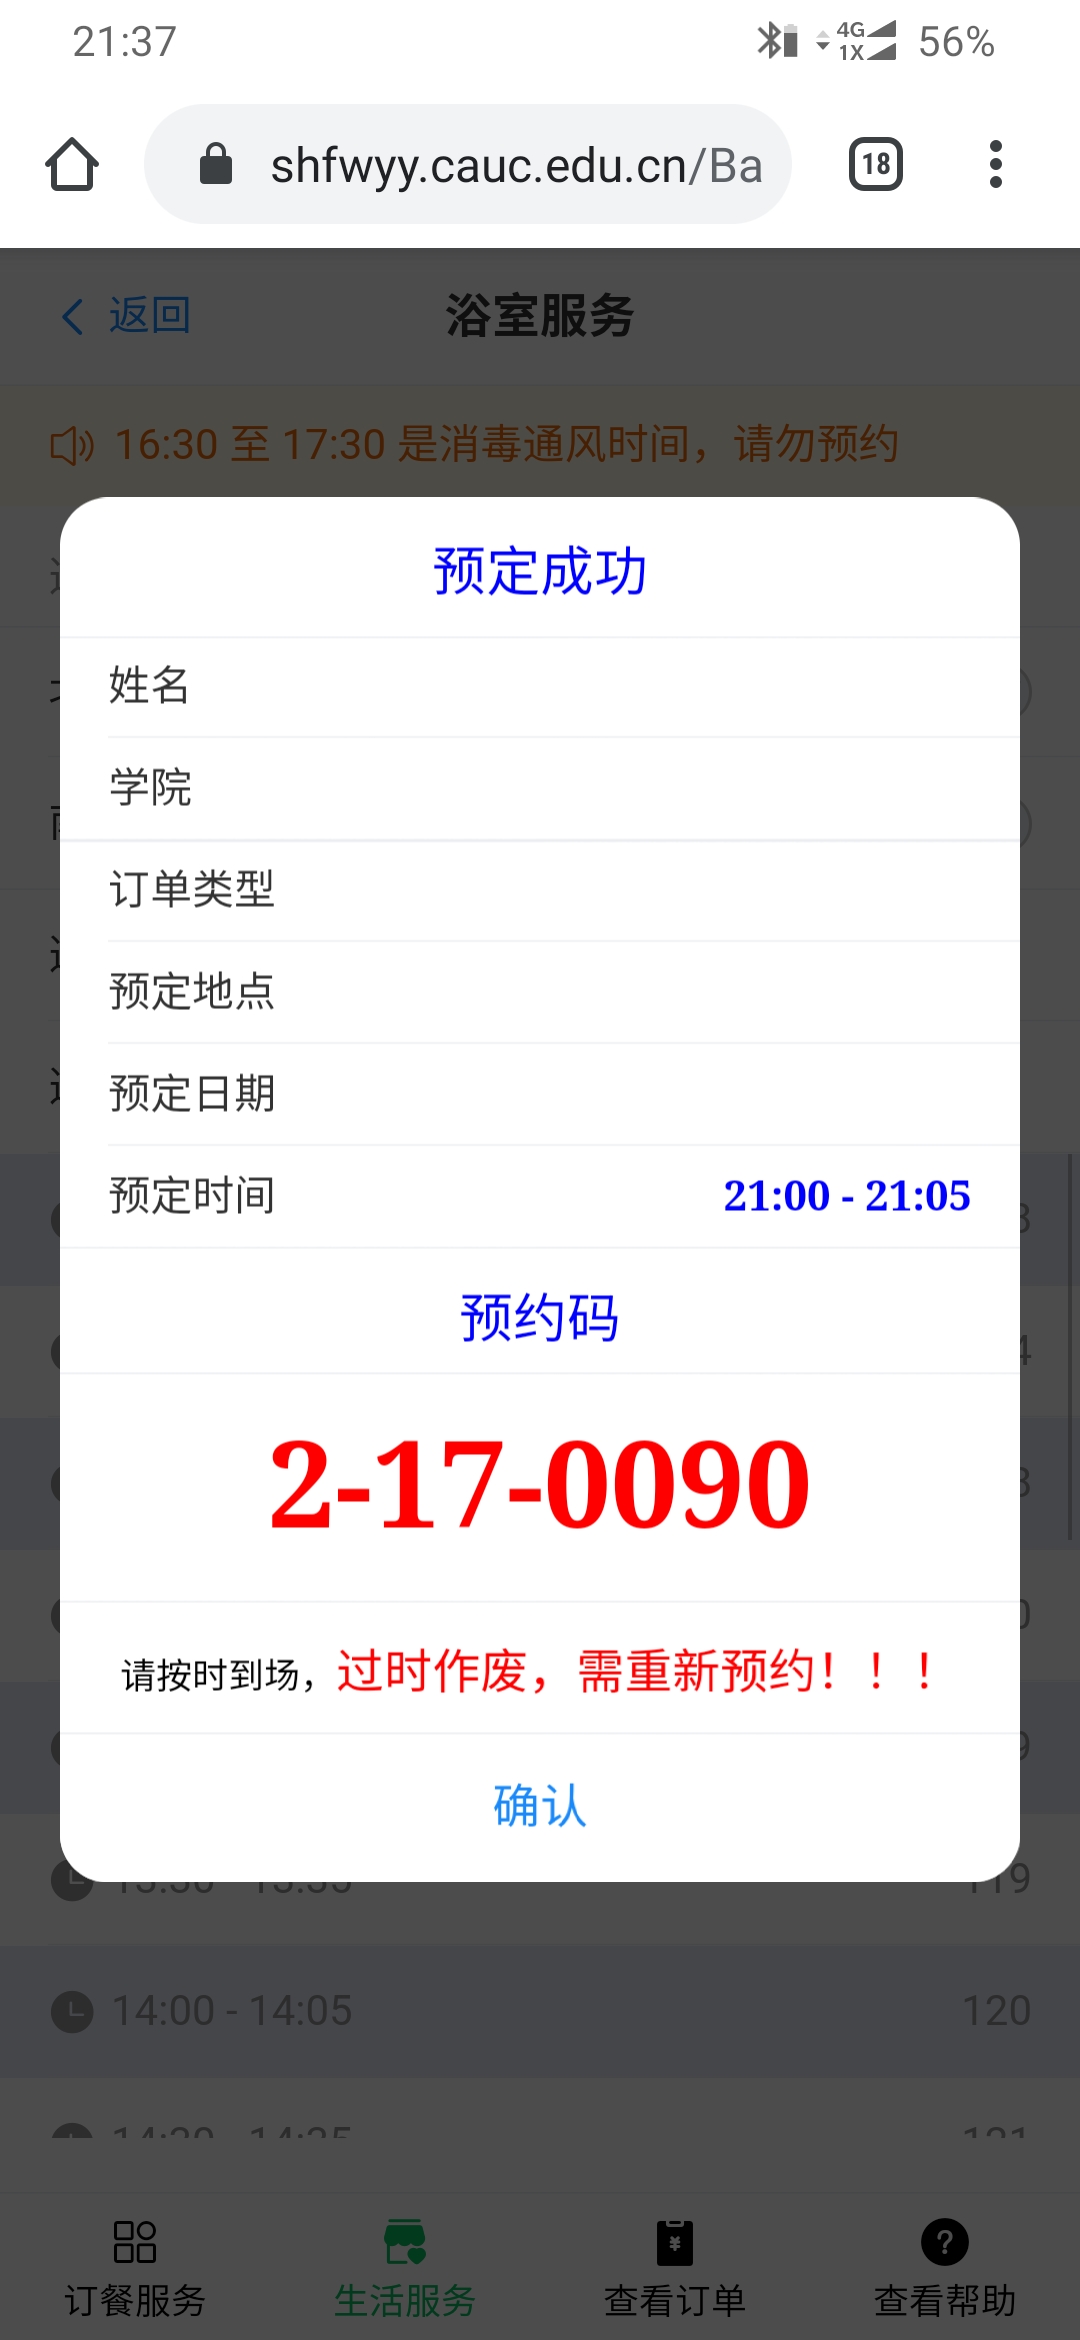 21:37
4G
1X
56%
shfwyy.cauc.edu.cn/Ba
18
返回
浴室服务
16:30 至 17:30 是消毒通风时间，请勿预约
预定成功
姓名
学院
订单类型
预定地点
预定日期
预定时间 21:00 - 21:05
预约码
2-17-0090
请按时到场，过时作废，需重新预约！！！
确认
119
14:00 - 14:05 120
订餐服务 生活服务 查看订单 查看帮助